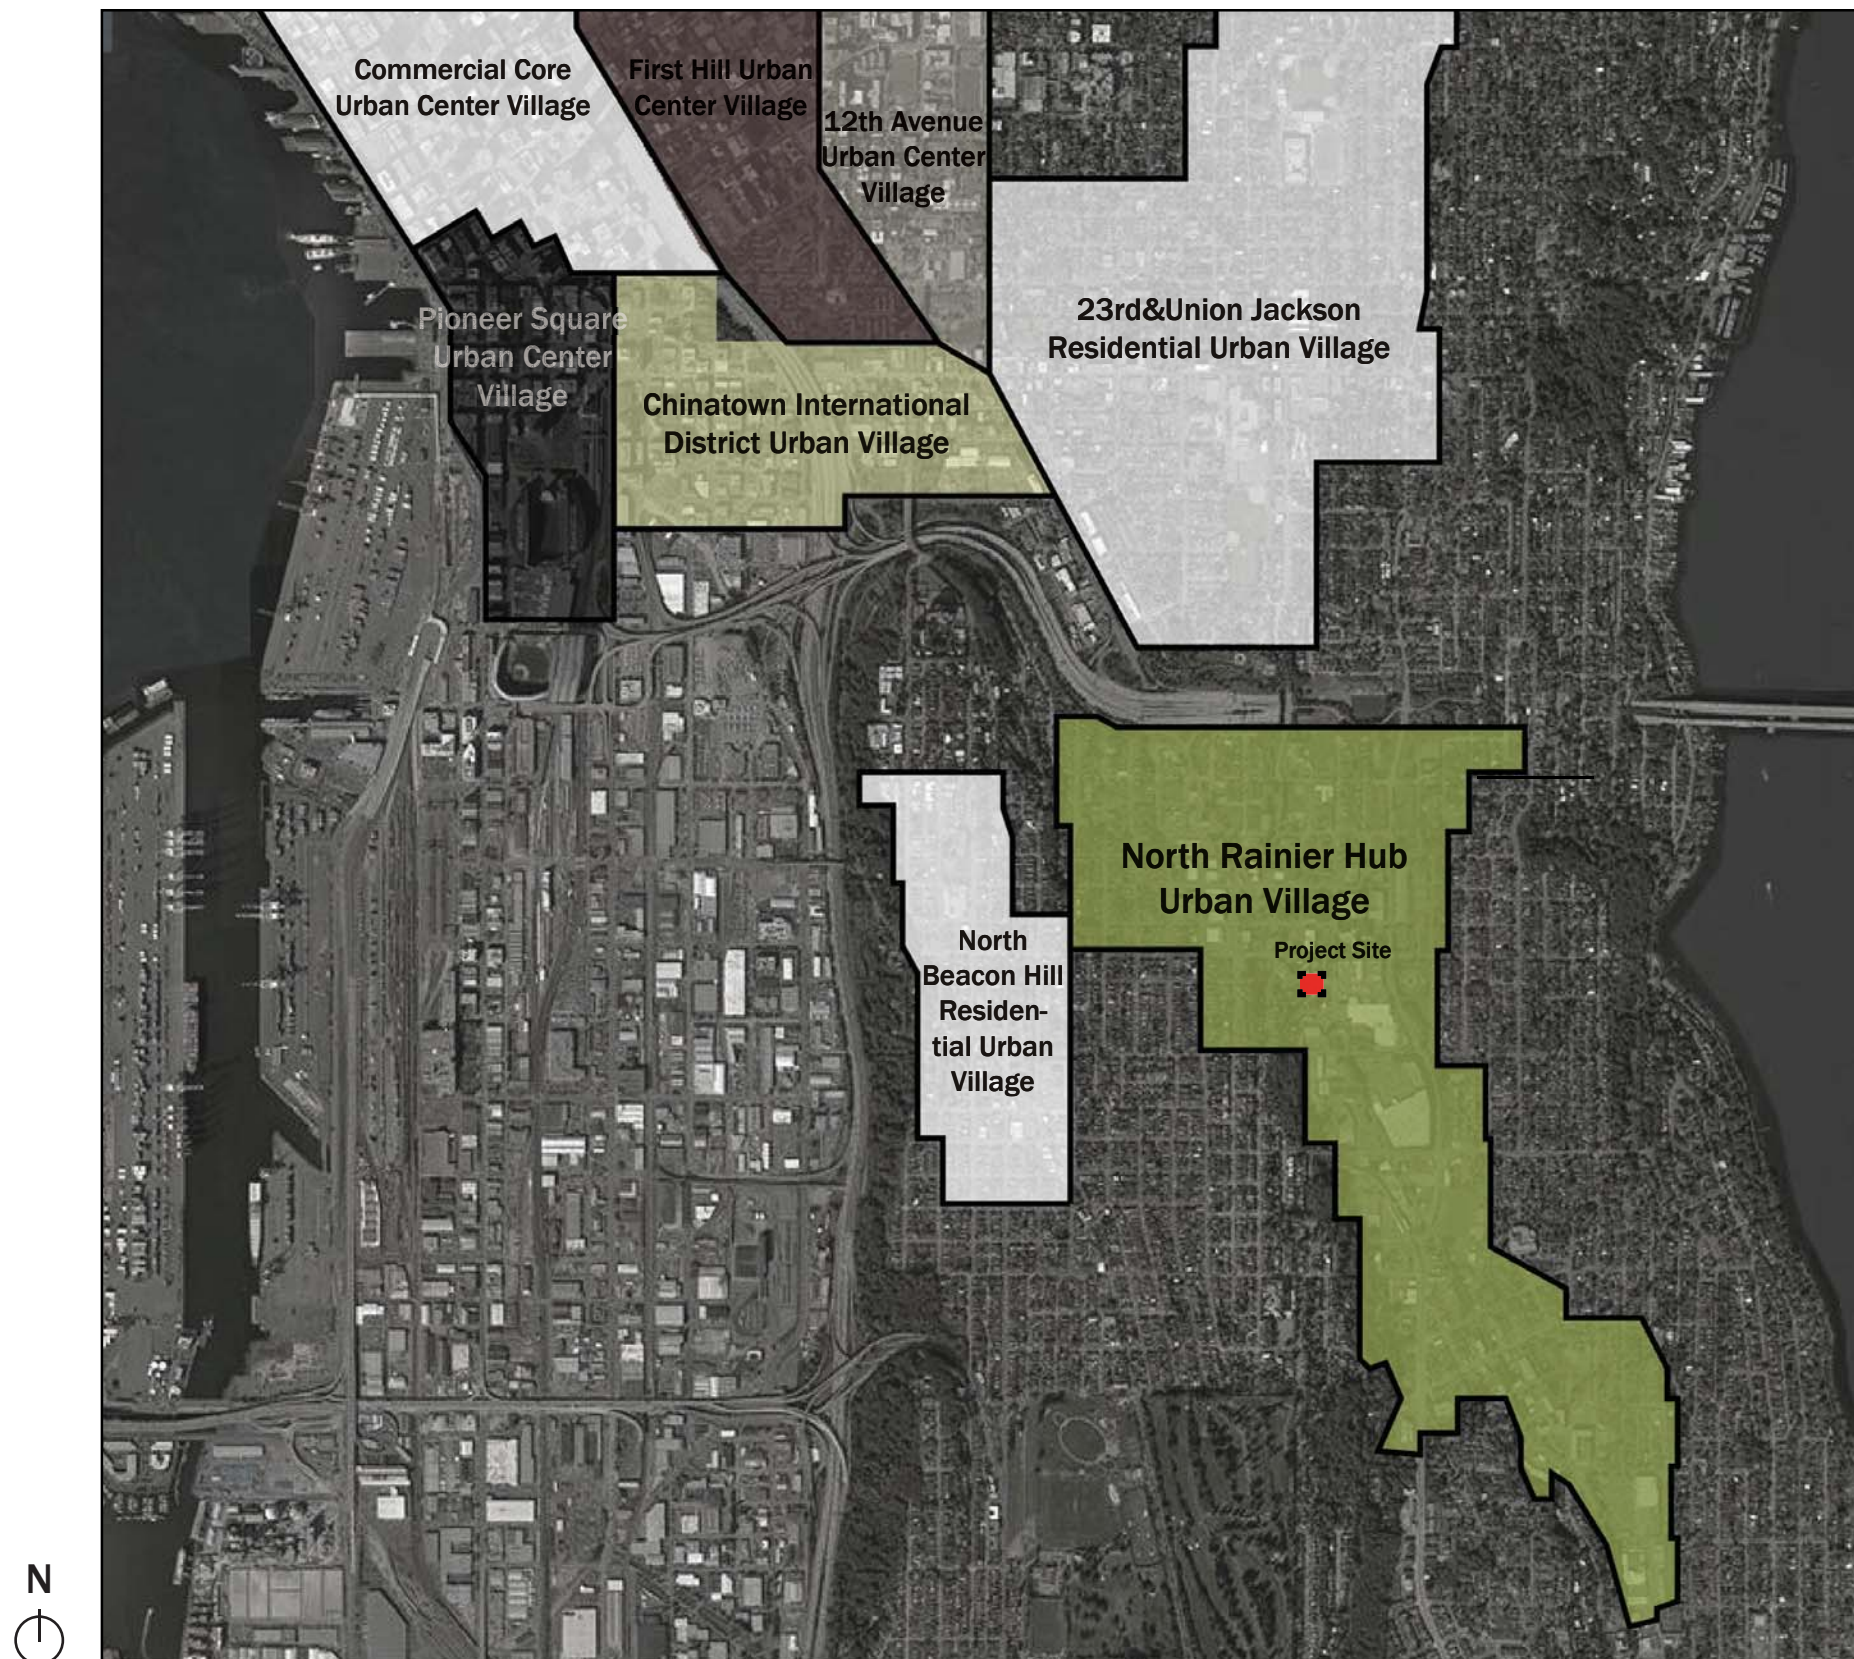 Commercial Core
Urban Center Village
First Hill Urban
Center Village
12th Avenue
Urban Center
Village
Pioneer Square
Urban Center
Village
23rd&Union Jackson
Residential Urban Village
Chinatown International
District Urban Village
North Rainier Hub
Urban Village
Project Site
North
Beacon Hill
Residen-
tial Urban
Village
N